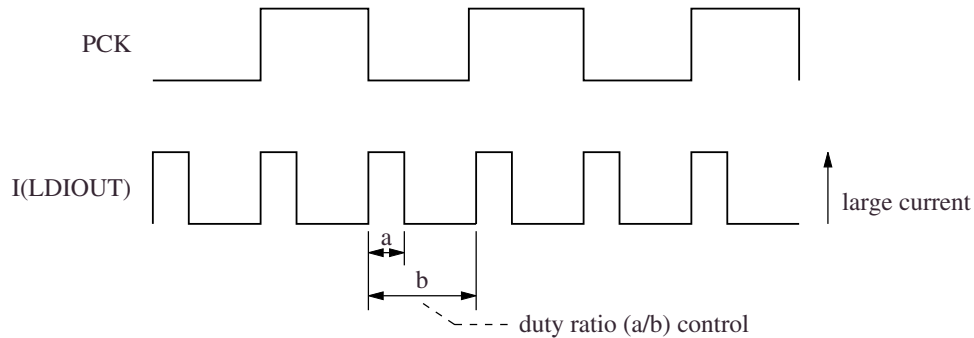 PCK
I(LDIOUT)
large current
a
b
duty ratio (a/b) control